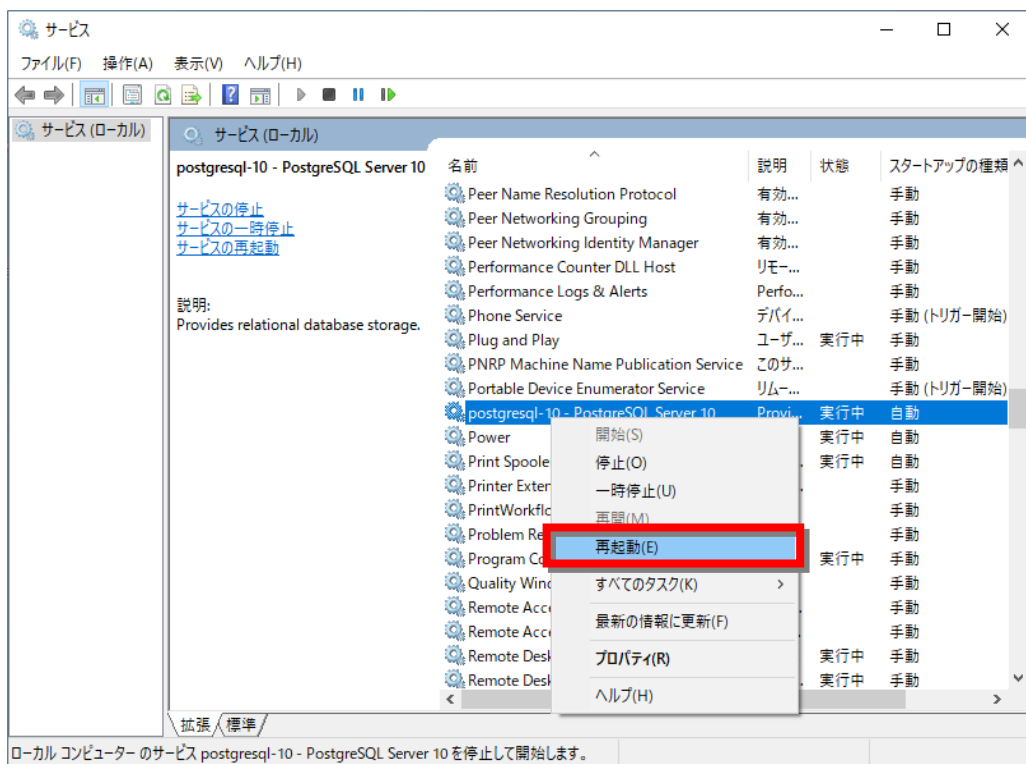 サービス
ファイル(F) 操作(A) 表示(V) ヘルプ(H)
サービス (ローカル)
サービス (ローカル)
postgresql-10 - PostgreSQL Server 10
サービスの停止
サービスの一時停止
サービスの再起動
説明:
Provides relational database storage.
名前 説明 状態 スタートアップの種類
Peer Name Resolution Protocol 有効... 手動
Peer Networking Grouping 有効... 手動
Peer Networking Identity Manager 有効... 手動
Performance Counter DLL Host リモー... 手動
Performance Logs & Alerts Perfo... 手動
Phone Service デバイ... 手動 (トリガー開始)
Plug and Play ユーザ... 実行中 手動
PNRP Machine Name Publication Service このサ... 手動
Portable Device Enumerator Service リムー... 手動 (トリガー開始)
postgresql-10 - PostgreSQL Server 10 Provi... 実行中 自動
Power 実行中 自動
Print Spoole 実行中 自動
Printer Exten 手動
PrintWorkflo 手動
Problem Re 手動
Program Co 実行中 手動
Quality Wind 手動
Remote Acce 手動
Remote Acce 手動
Remote Desk 実行中 手動
Remote Desk 実行中 手動
開始(S)
停止(O)
一時停止(U)
再開(M)
再起動(E)
すべてのタスク(K)
最新の情報に更新(F)
プロパティ(R)
ヘルプ(H)
拡張 標準
ローカル コンピューター のサービス postgresql-10 - PostgreSQL Server 10 を停止して開始します。